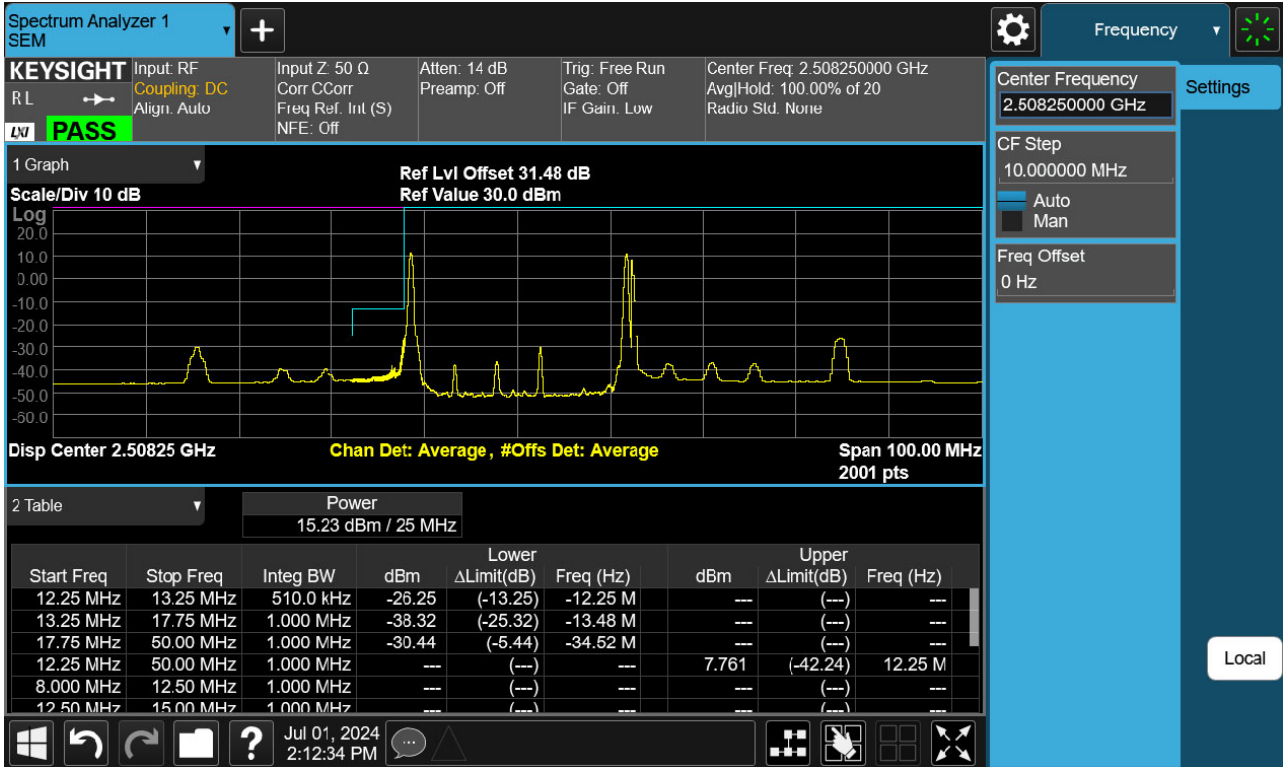 Spectrum Analyzer 1
SEM
+
Frequency
KEYSIGHT
RL
LXI
PASS
Input: RF
Coupling: DC
Align: Auto
Input Z: 50 Ω
Corr CCorr
Freq Ref: Int (S)
NFE: Off
Atten: 14 dB
Preamp: Off
Trig: Free Run
Gate: Off
IF Gain: Low
Center Freq: 2.508250000 GHz
Avg|Hold: 100.00% of 20
Radio Std: None
Center Frequency
2.508250000 GHz
Settings
CF Step
10.000000 MHz
Auto
Man
Freq Offset
0 Hz
Local
1 Graph
Scale/Div 10 dB
Ref Lvl Offset 31.48 dB
Ref Value 30.0 dBm
Log
20.0
10.0
0.00
-10.0
-20.0
-30.0
-40.0
-50.0
-60.0
Disp Center 2.50825 GHz
Chan Det: Average, #Offs Det: Average
Span 100.00 MHz
2001 pts
2 Table
Power
15.23 dBm / 25 MHz
Lower Upper
Start Freq Stop Freq Integ BW dBm ΔLimit(dB) Freq (Hz) dBm ΔLimit(dB) Freq (Hz)
12.25 MHz 13.25 MHz 510.0 kHz -26.25 (-13.25) -12.25 M --- (---) ---
13.25 MHz 17.75 MHz 1.000 MHz -38.32 (-25.32) -13.48 M --- (---) ---
17.75 MHz 50.00 MHz 1.000 MHz -30.44 (-5.44) -34.52 M --- (---) ---
12.25 MHz 50.00 MHz 1.000 MHz --- (---) --- 7.761 (-42.24) 12.25 M
8.000 MHz 12.50 MHz 1.000 MHz --- (---) --- --- (---) ---
12.50 MHz 15.00 MHz 1.000 MHz --- (---) --- --- (---) ---
?
Jul 01, 2024
2:12:34 PM